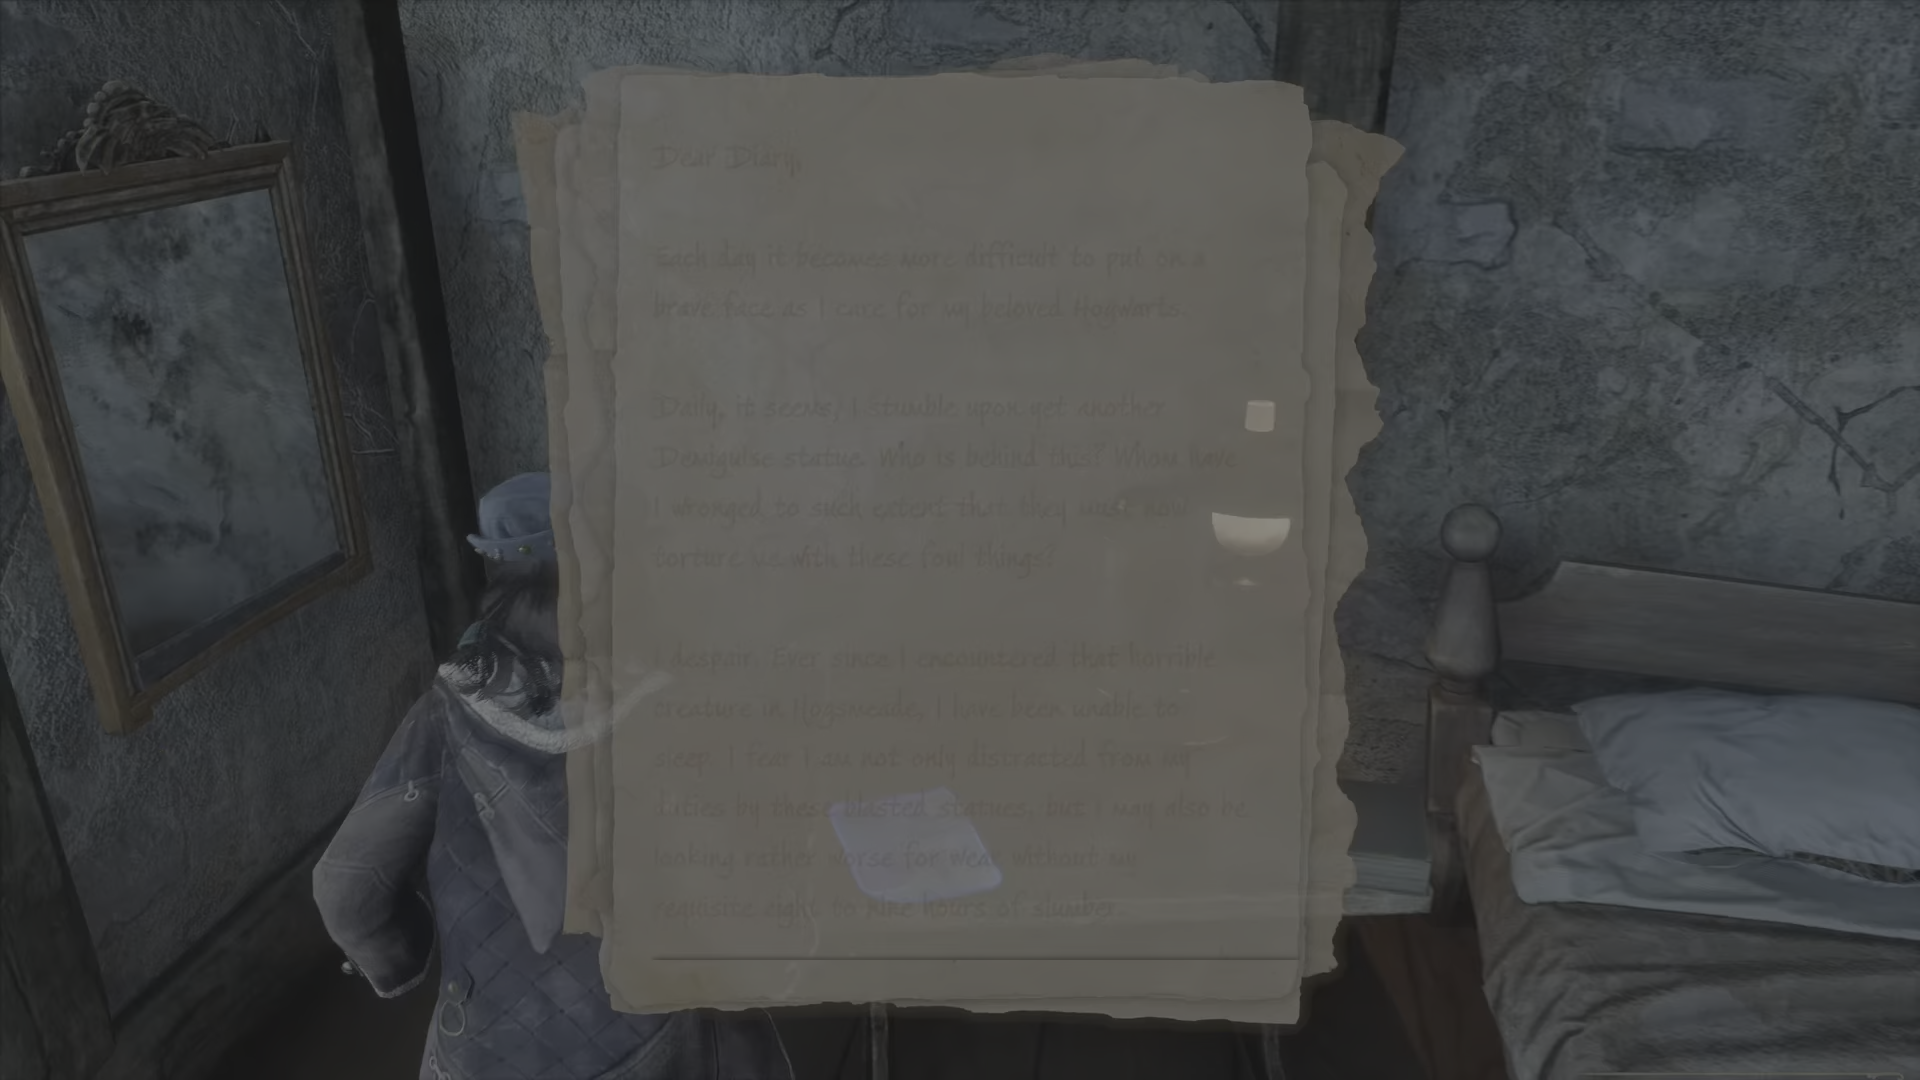 Dear Diary,
Each day it becomes more difficult to put on a
brave face as I care for my beloved Hogwarts.
Daily, it seems, I stumble upon yet another
Demiguise statue. Who is behind this? Whom have
I wronged to such extent that they must now
torture me with these foul things?
I despair. Ever since I encountered that horrible
creature in Hogsmeade, I have been unable to
sleep. I fear I am not only distracted from my
duties by these blasted statues, but I may also be
looking rather worse for wear without my
requisite eight to nine hours of slumber.